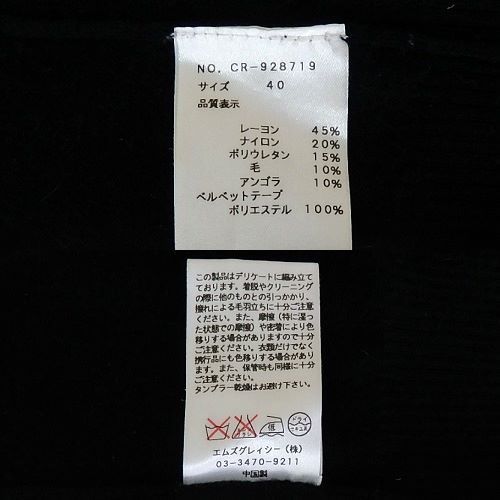 NO. CR-928719
サイズ 40
品質表示
レーヨン 45%
ナイロン 20%
ポリウレタン 15%
毛 10%
アンゴラ 10%
ベルベットテープ
ポリエステル 100%
この製品はデリケートに編み立て
ております。着脱やクリーニング
の際に他のものとの引っかかり、
擦れによる毛羽立ちに十分ご注意
ください。また、摩擦(特に湿っ
た状態での摩擦)や密着により色
移りする場合がありますので十分
ご注意ください。衣類だけでなく
携行品にも色移りする場合があり
ます。また、保管時も同様に十分
ご注意ください。
タンブラー乾燥はお避け下さい。
低 ドライ
エムズグレイシー(株)
03-3470-9211
中国製